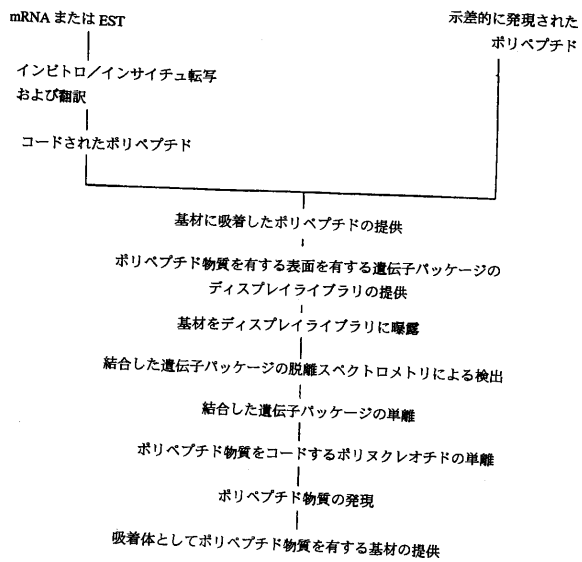 mRNA または EST
インビトロ／インサイチュ転写
および翻訳
コードされたポリペプチド
示差的に発現された
ポリペプチド
基材に吸着したポリペプチドの提供
ポリペプチド物質を有する表面を有する遺伝子パッケージの
ディスプレイライブラリの提供
基材をディスプレイライブラリに曝露
結合した遺伝子パッケージの脱離スペクトロメトリによる検出
結合した遺伝子パッケージの単離
ポリペプチド物質をコードするポリヌクレオチドの単離
ポリペプチド物質の発現
吸着体としてポリペプチド物質を有する基材の提供